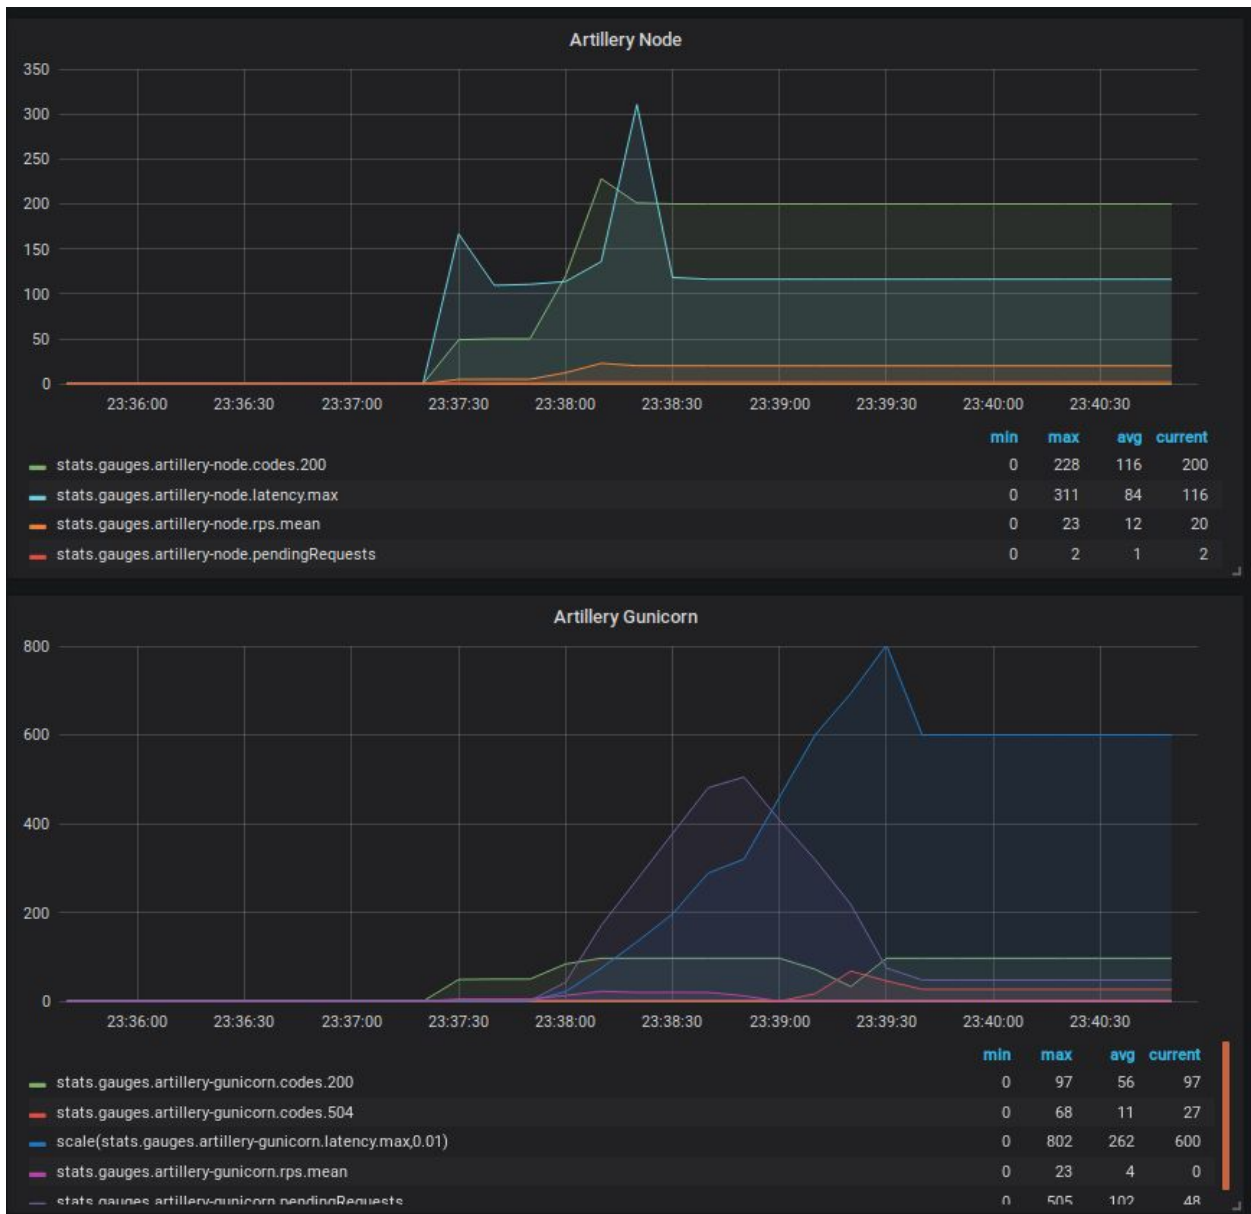 Artillery Node
350
300
250
200
150
100
50
0
23:36:00 23:36:30 23:37:00 23:37:30 23:38:00 23:38:30 23:39:00 23:39:30 23:40:00 23:40:30
min max avg current
stats.gauges.artillery-node.codes.200 0 228 116 200
stats.gauges.artillery-node.latency.max 0 311 84 116
stats.gauges.artillery-node.rps.mean 0 23 12 20
stats.gauges.artillery-node.pendingRequests 0 2 1 2
Artillery Gunicorn
800
600
400
200
0
23:36:00 23:36:30 23:37:00 23:37:30 23:38:00 23:38:30 23:39:00 23:39:30 23:40:00 23:40:30
min max avg current
stats.gauges.artillery-gunicorn.codes.200 0 97 56 97
stats.gauges.artillery-gunicorn.codes.504 0 68 11 27
scale(stats.gauges.artillery-gunicorn.latency.max,0.01) 0 802 262 600
stats.gauges.artillery-gunicorn.rps.mean 0 23 4 0
stats.gauges.artillery-gunicorn.pendingRequests 0 505 102 48